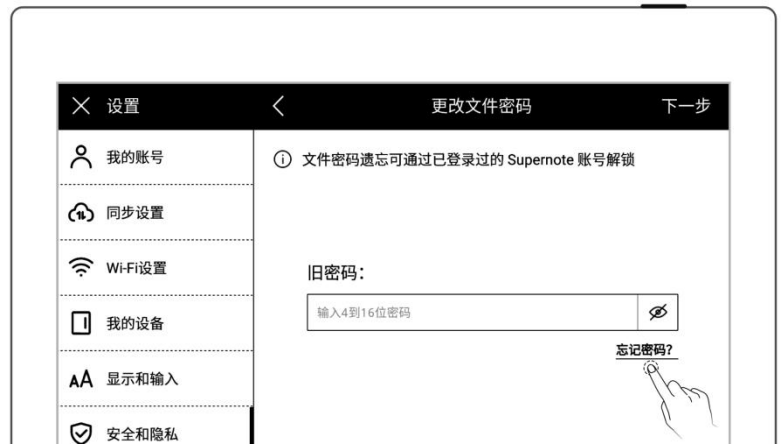 设置
更改文件密码
下一步
我的账号
文件密码遗忘可通过已登录过的 Supernote 账号解锁
同步设置
Wi-Fi设置
旧密码：
输入4到16位密码
我的设备
忘记密码？
显示和输入
安全和隐私